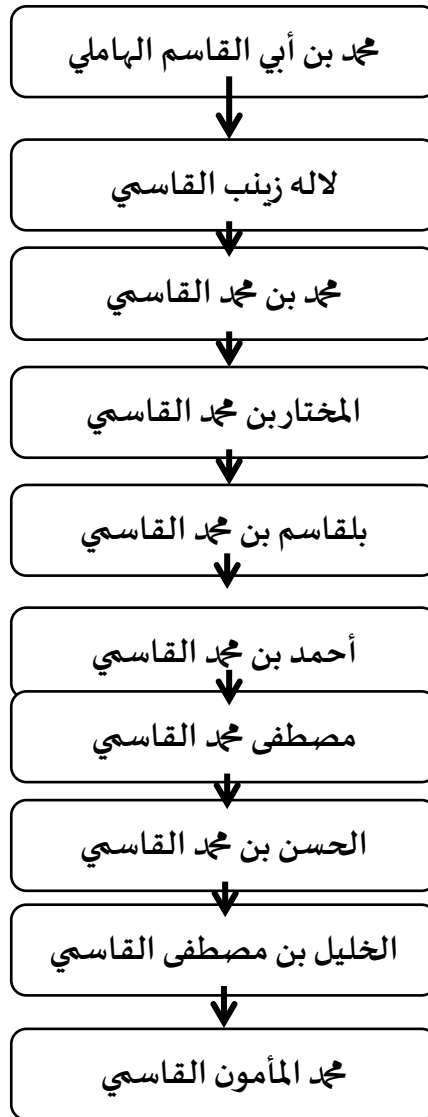 محمد بن أبي القاسم الهاملي
لاله زينب القاسمي
محمد بن محمد القاسمي
المختاربن محمد القاسمي
بلقاسم بن محمد القاسمي
أحمد بن محمد القاسمي
مصطفى محمد القاسمي
الحسن بن محمد القاسمي
الخليل بن مصطفى القاسمي
محمد المأمون القاسمي